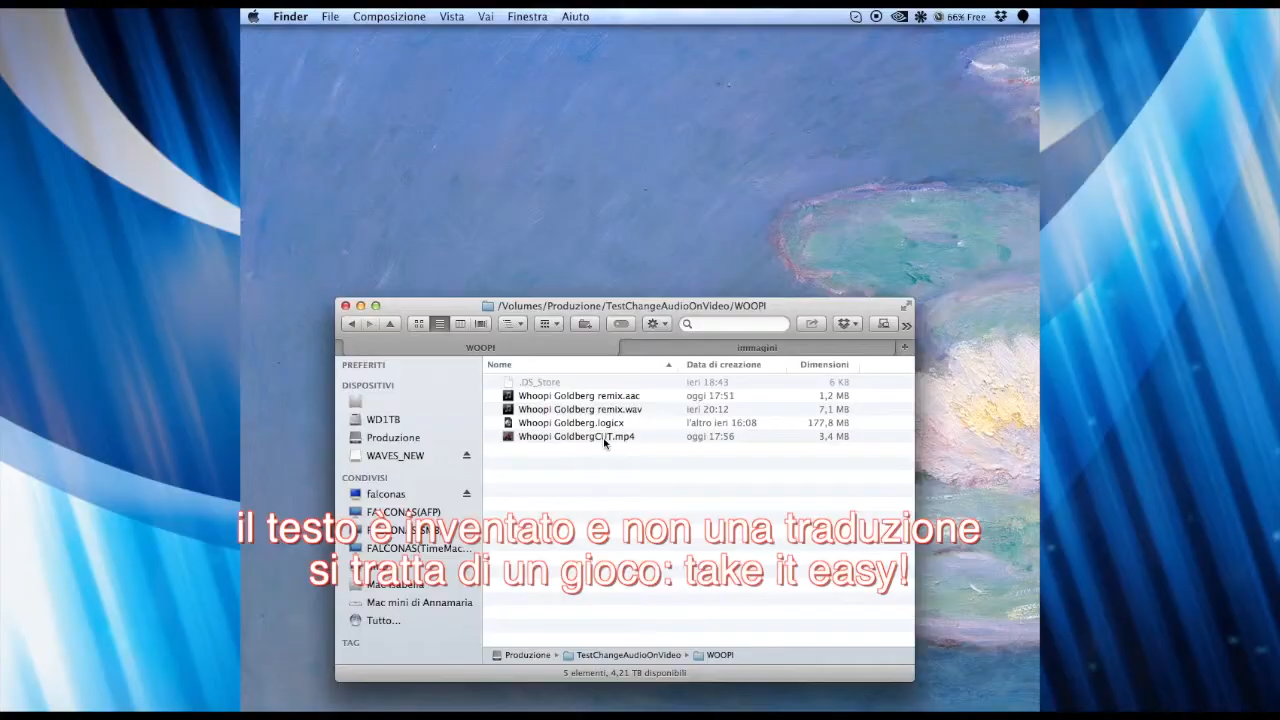 Finder File Composizione Vista Vai Finestra Aiuto 66% Free
/Volumes/Produzione/TestChangeAudioOnVideo/WOOPI
WOOPI immagini
PREFERITI
DISPOSITIVI
WD1TB
Produzione
WAVES_NEW
CONDIVISI
falconas
FALCONAS(AFP)
FALCONAS(TimeMac...
Mac Isabella
Mac mini di Annamaria
Tutto...
TAG
Nome Data di creazione Dimensioni
.DS_Store ieri 18:43 6 KB
Whoopi Goldberg remix.aac oggi 17:51 1,2 MB
Whoopi Goldberg remix.wav ieri 20:12 7,1 MB
Whoopi Goldberg.logicx l'altro ieri 16:08 177,8 MB
Whoopi GoldbergCUT.mp4 oggi 17:56 3,4 MB
il testo è inventato e non una traduzione
si tratta di un gioco: take it easy!
Produzione TestChangeAudioOnVideo WOOPI
5 elementi, 4,21 TB disponibili